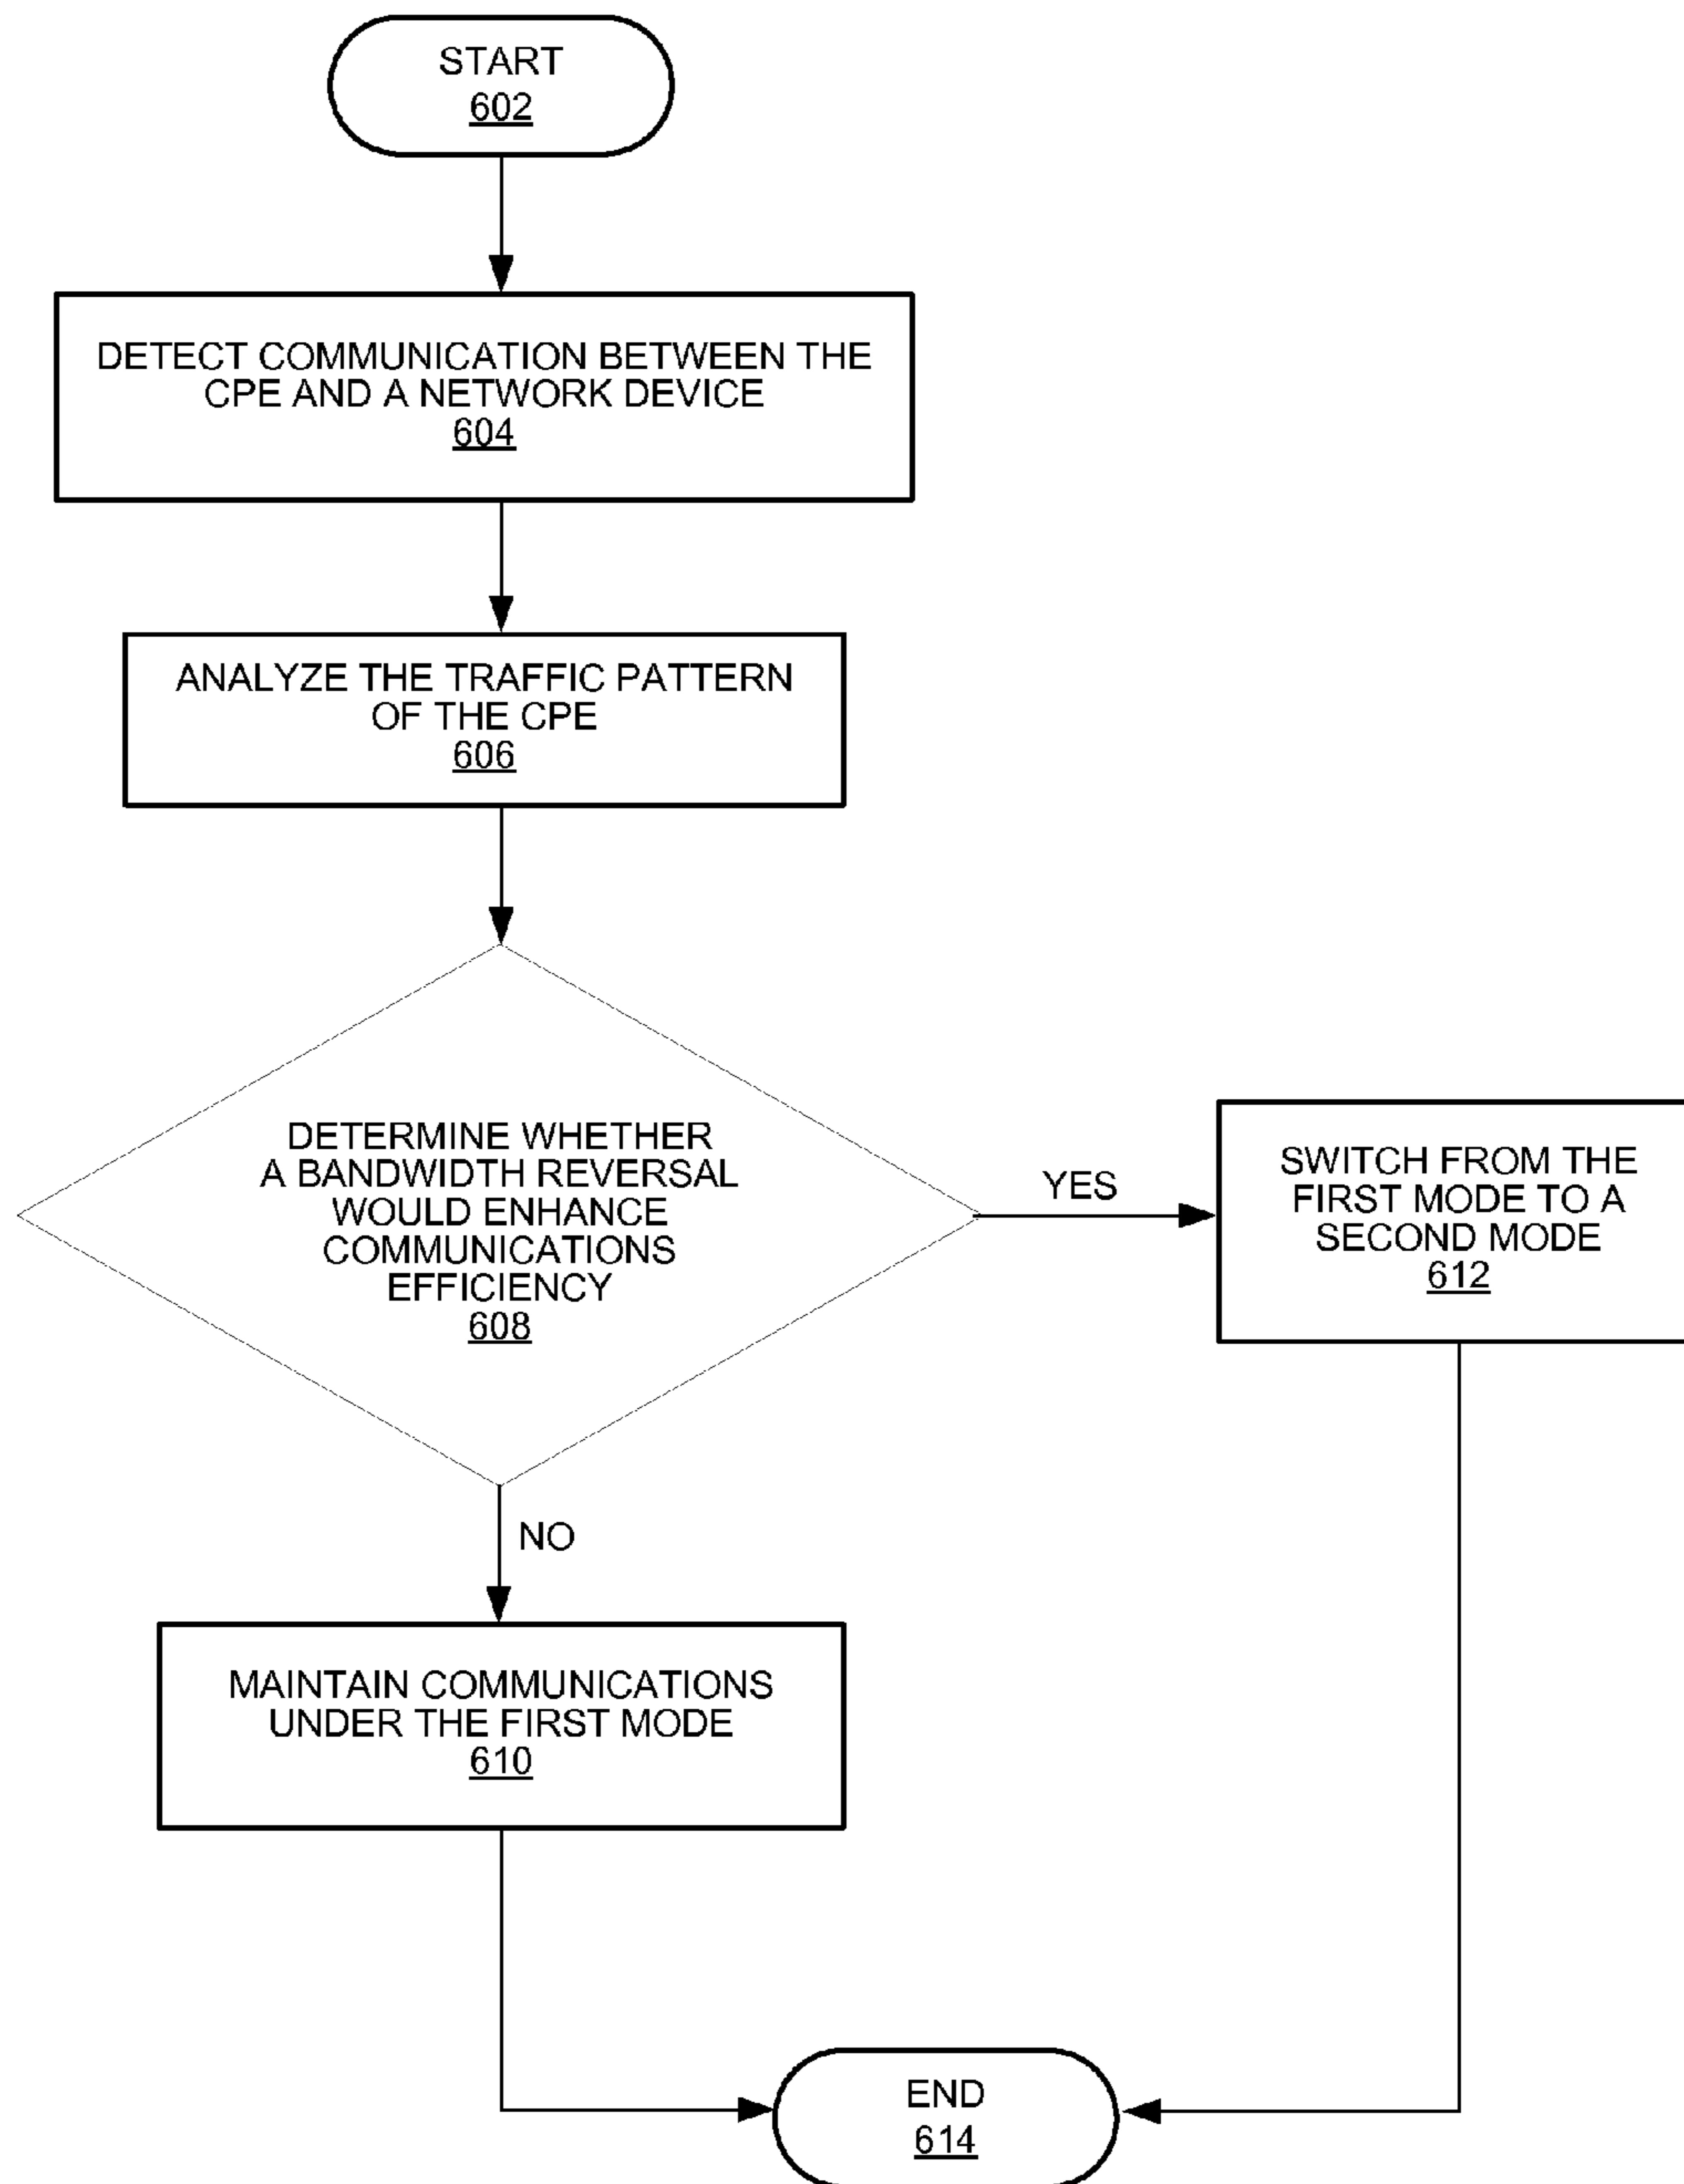 START
602
DETECT COMMUNICATION BETWEEN THE
CPE AND A NETWORK DEVICE
604
ANALYZE THE TRAFFIC PATTERN
OF THE CPE
606
DETERMINE WHETHER
A BANDWIDTH REVERSAL
WOULD ENHANCE
COMMUNICATIONS
EFFICIENCY
608
YES
SWITCH FROM THE
FIRST MODE TO A
SECOND MODE
612
NO
MAINTAIN COMMUNICATIONS
UNDER THE FIRST MODE
610
END
614